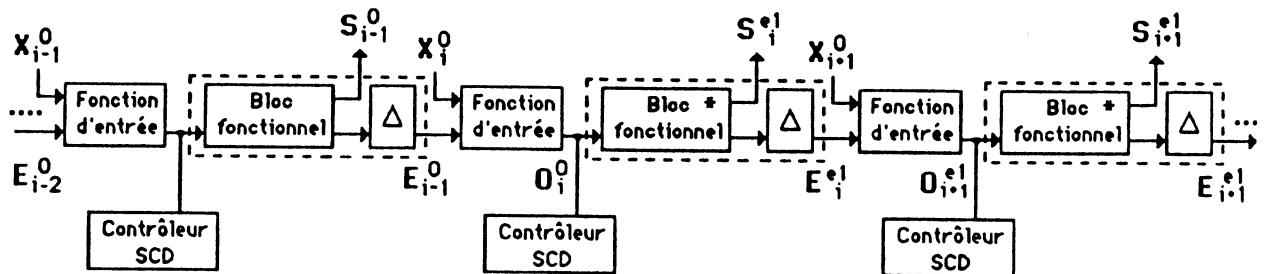 X⁰ᵢ₋₁
S⁰ᵢ₋₁
X⁰ᵢ
Sᵉ¹ᵢ
X⁰ᵢ₊₁
Sᵉ¹ᵢ₊₁
....
Fonction
d'entrée
Bloc
fonctionnel
Δ
Fonction
d'entrée
Bloc *
fonctionnel
Δ
Fonction
d'entrée
Bloc *
fonctionnel
Δ
...
E⁰ᵢ₋₂
E⁰ᵢ₋₁
O⁰ᵢ
Eᵉ¹ᵢ
Oᵉ¹ᵢ₊₁
Eᵉ¹ᵢ₊₁
Contrôleur
SCD
Contrôleur
SCD
Contrôleur
SCD